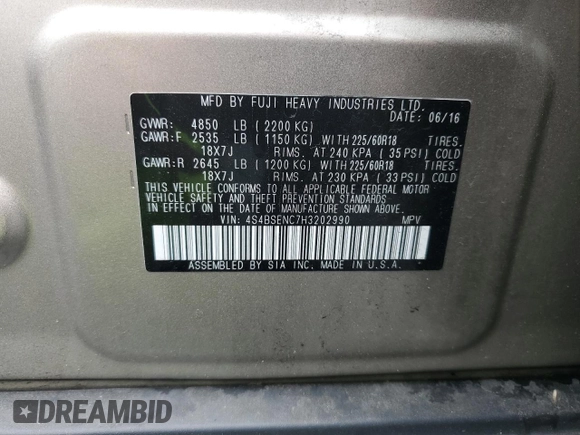 MFD BY FUJI HEAVY INDUSTRIES LTD.
DATE: 06/16
GVWR: 4850 LB (2200 KG)
GAWR:F 2535 LB (1150 KG) WITH 225/60R18 TIRES.
18X7J RIMS. AT 240 KPA (35 PSI) COLD
GAWR:R 2645 LB (1200 KG) WITH 225/60R18 TIRES.
18X7J RIMS. AT 230 KPA (33 PSI) COLD
THIS VEHICLE CONFORMS TO ALL APPLICABLE FEDERAL MOTOR
VEHICLE SAFETY AND THEFT PREVENTION STANDARDS
IN EFFECT ON THE DATE OF MANUFACTURE SHOWN ABOVE.
VIN: 4S4BSENC7H3202990 MPV
ASSEMBLED BY SIA INC. MADE IN U.S.A.
DREAMBID